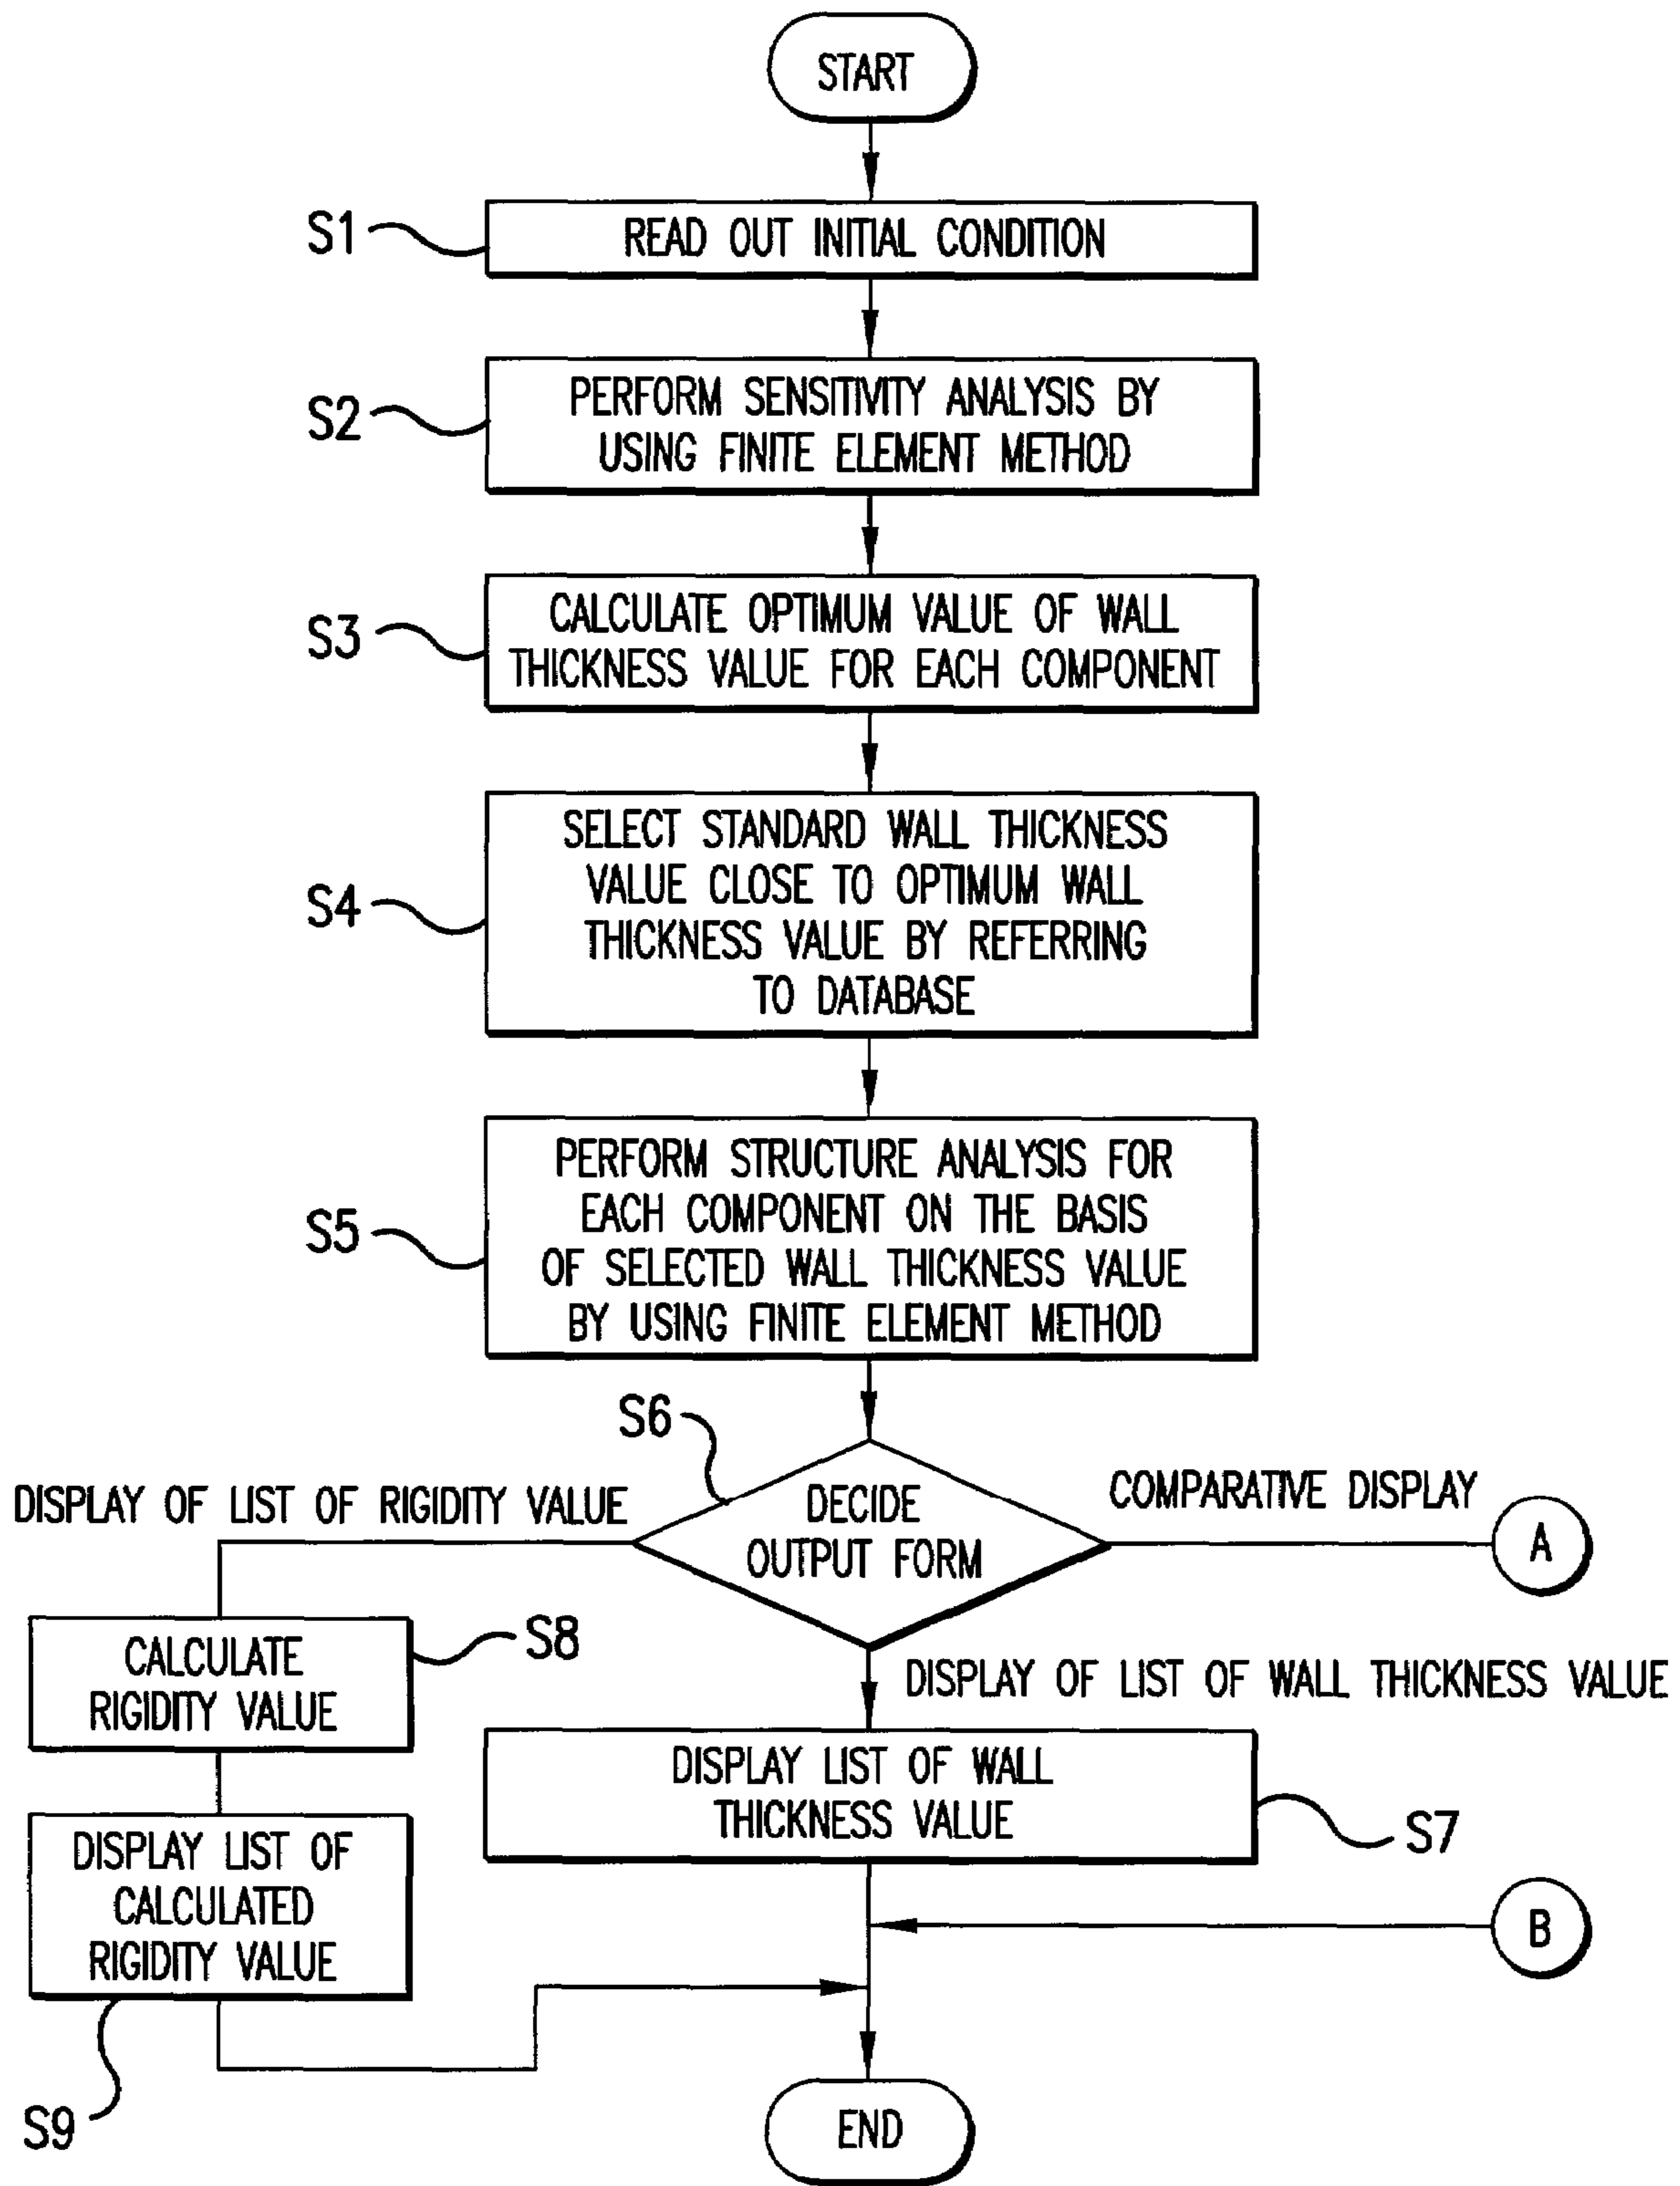 START
S1
READ OUT INITIAL CONDITION
S2
PERFORM SENSITIVITY ANALYSIS BY
USING FINITE ELEMENT METHOD
S3
CALCULATE OPTIMUM VALUE OF WALL
THICKNESS VALUE FOR EACH COMPONENT
S4
SELECT STANDARD WALL THICKNESS
VALUE CLOSE TO OPTIMUM WALL
THICKNESS VALUE BY REFERRING
TO DATABASE
S5
PERFORM STRUCTURE ANALYSIS FOR
EACH COMPONENT ON THE BASIS
OF SELECTED WALL THICKNESS VALUE
BY USING FINITE ELEMENT METHOD
S6
DECIDE
OUTPUT FORM
DISPLAY OF LIST OF RIGIDITY VALUE
COMPARATIVE DISPLAY
A
S8
CALCULATE
RIGIDITY VALUE
DISPLAY OF LIST OF WALL THICKNESS VALUE
DISPLAY LIST OF WALL
THICKNESS VALUE
S7
DISPLAY LIST OF
CALCULATED
RIGIDITY VALUE
B
S9
END